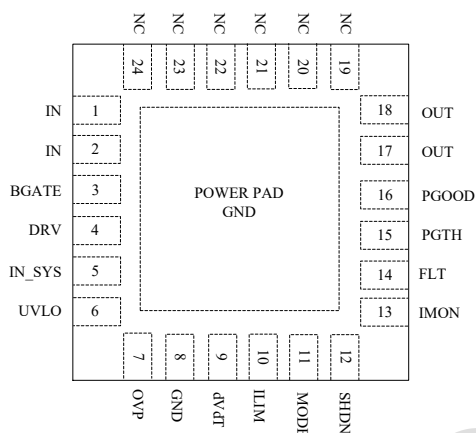 NC
NC
NC
NC
NC
NC
24
23
22
21
20
19
IN
1
18
OUT
IN
2
17
OUT
BGATE
3
16
PGOOD
POWER PAD
GND
DRV
4
15
PGTH
IN_SYS
5
14
FLT
UVLO
6
13
IMON
7
8
9
10
11
12
OVP
GND
dVdT
ILIM
MODE
SHDN